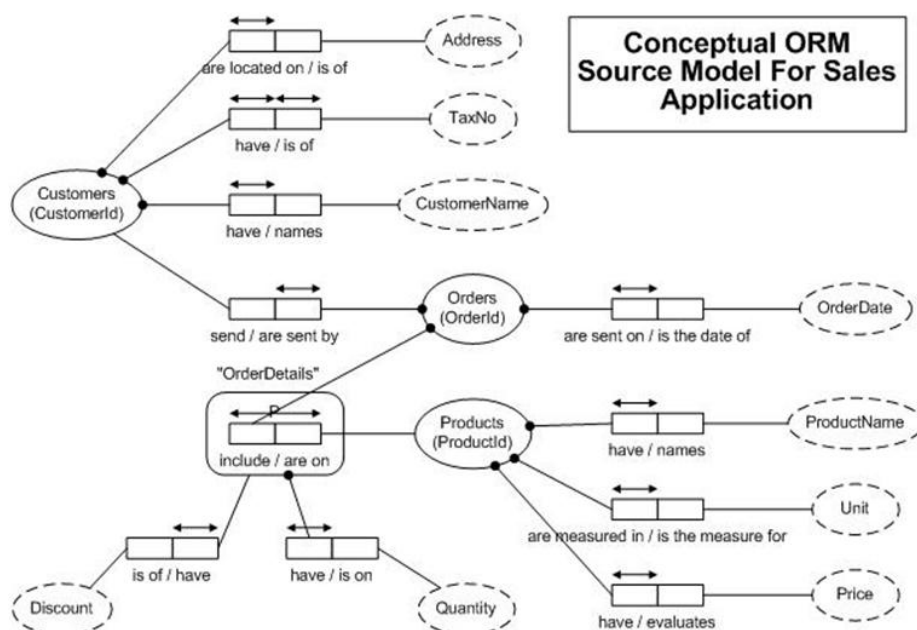 Conceptual ORM
Source Model For Sales
Application
Address
are located on / is of
TaxNo
have / is of
Customers
(CustomerId)
CustomerName
have / names
Orders
(OrderId)
OrderDate
send / are sent by
are sent on / is the date of
"OrderDetails"
P
include / are on
Products
(ProductId)
ProductName
have / names
Unit
are measured in / is the measure for
is of / have
have / is on
Discount
Quantity
Price
have / evaluates